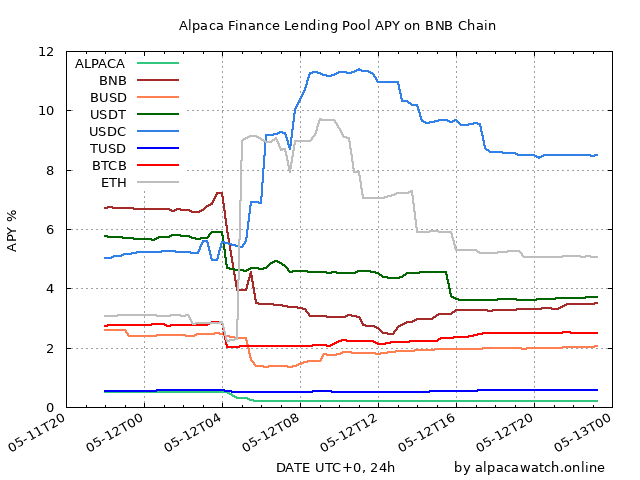 Alpaca Finance Lending Pool APY on BNB Chain
APY %
12
10
8
6
4
2
0
ALPACA
BNB
BUSD
USDT
USDC
TUSD
BTCB
ETH
05-11T20
05-12T00
05-12T04
05-12T08
05-12T12
05-12T16
05-12T20
05-13T00
DATE UTC+0, 24h
by alpacawatch.online